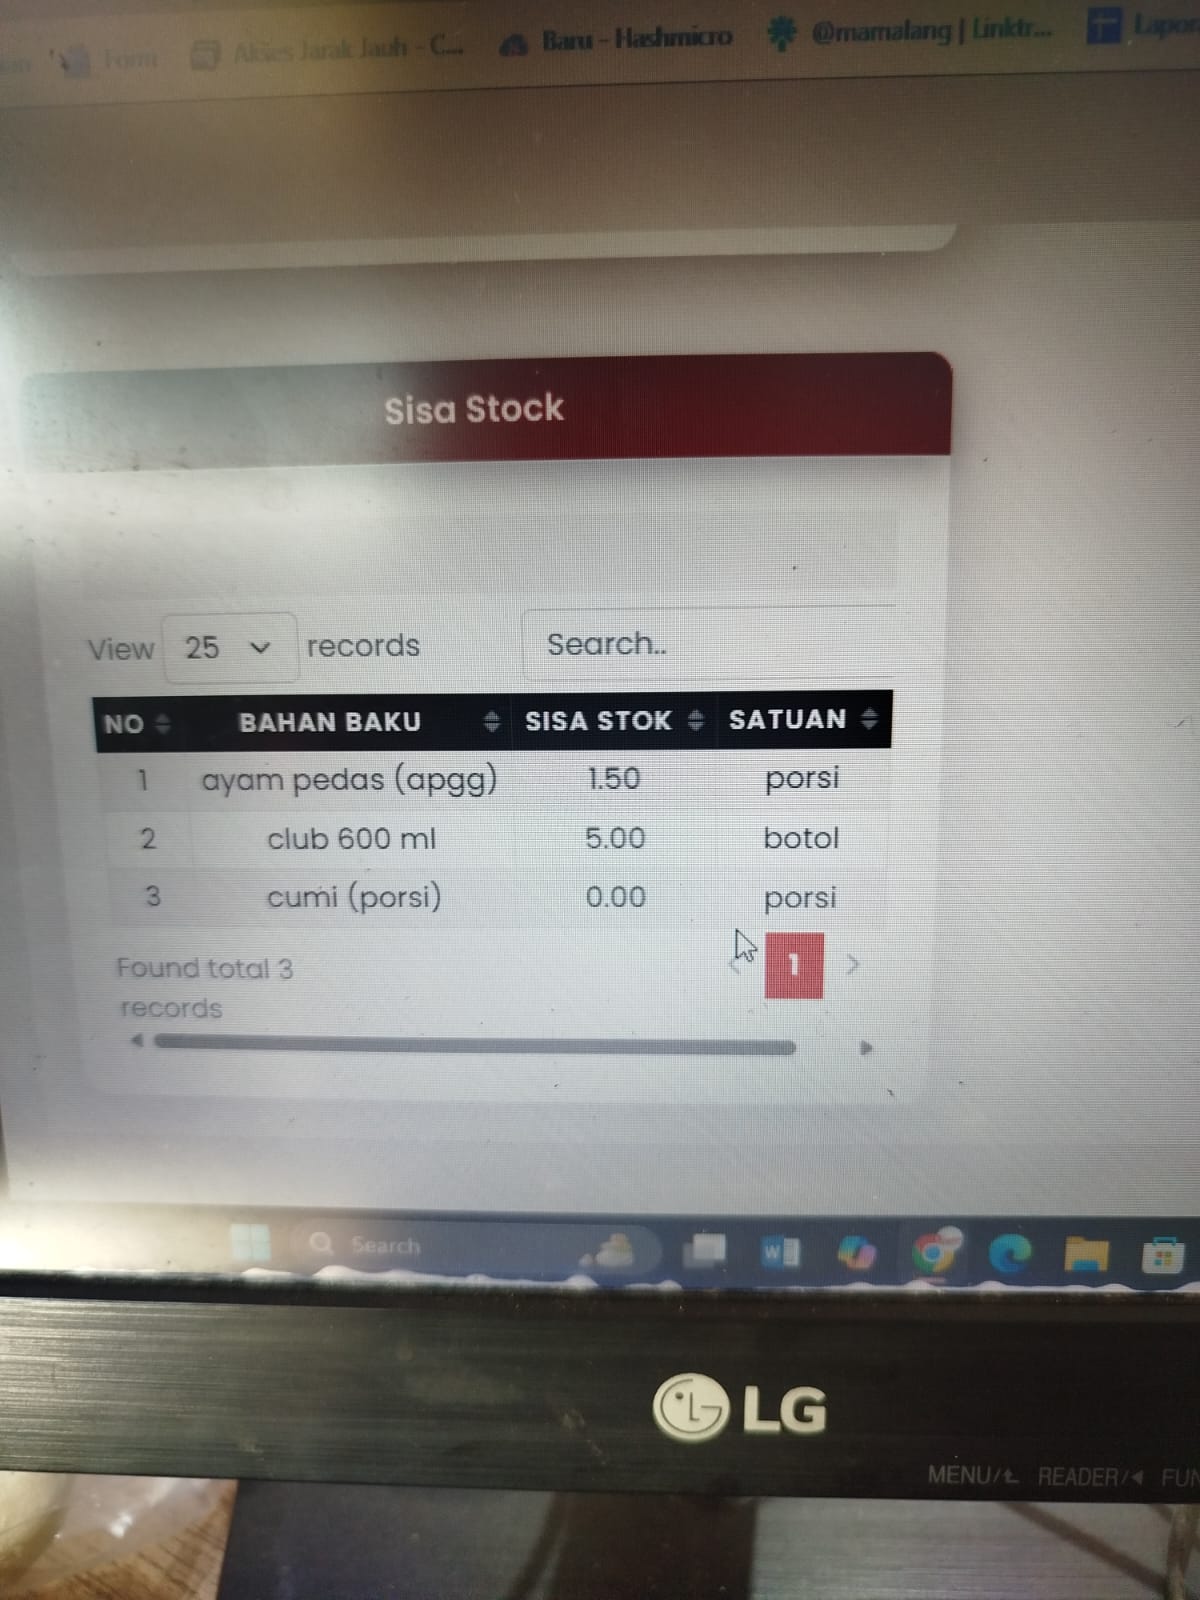 Form Akses Jarak Jauh - C... Baru - Hashmicro @mamalang | Linktr... Lapor
Sisa Stock
View 25 records Search..
NO BAHAN BAKU SISA STOK SATUAN
1 ayam pedas (apgg) 1.50 porsi
2 club 600 ml 5.00 botol
3 cumi (porsi) 0.00 porsi
Found total 3
records
1
Search
W
LG
MENU/ READER/ FUN